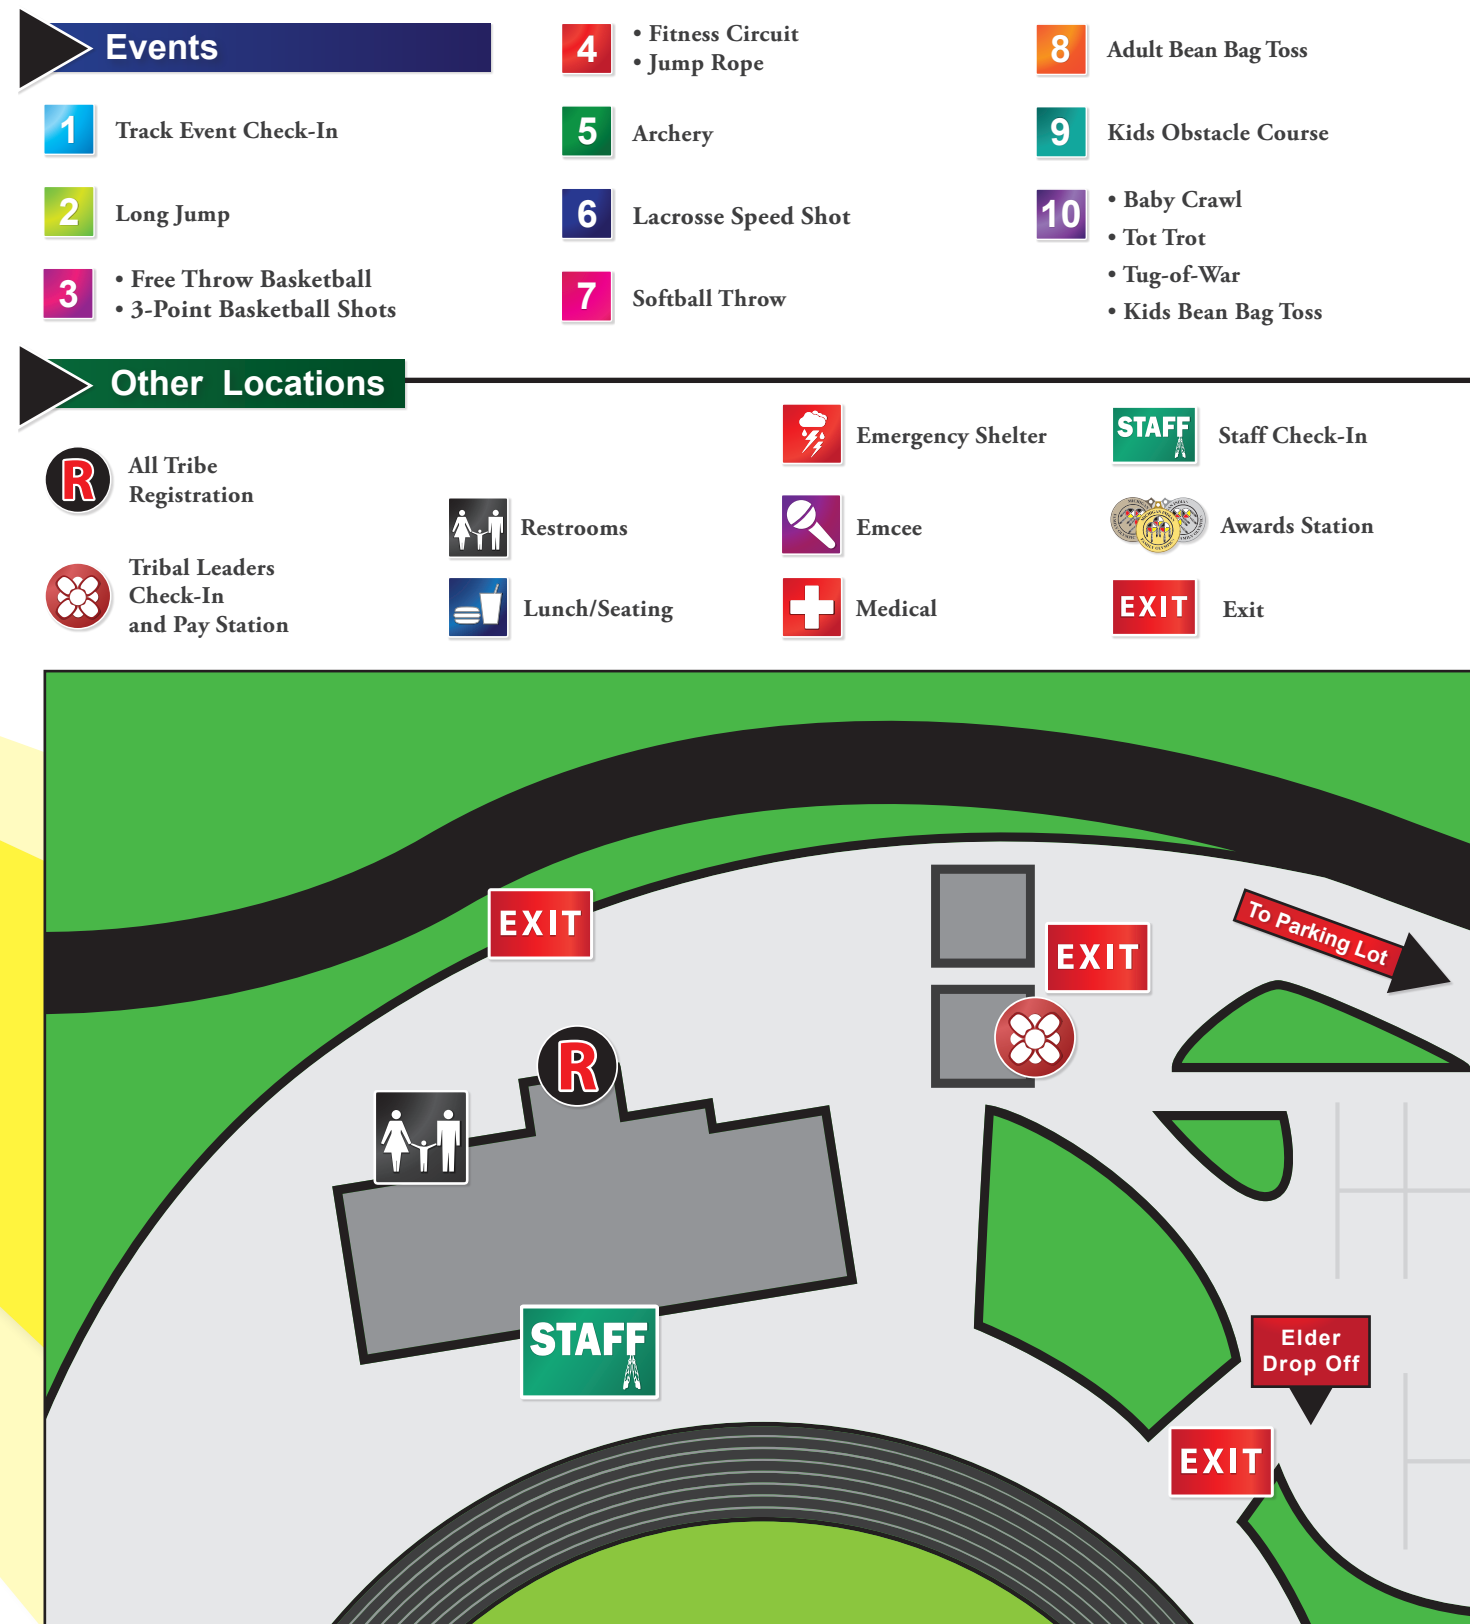 Events
1 Track Event Check-In
2 Long Jump
3 • Free Throw Basketball
• 3-Point Basketball Shots
4 • Fitness Circuit
• Jump Rope
5 Archery
6 Lacrosse Speed Shot
7 Softball Throw
8 Adult Bean Bag Toss
9 Kids Obstacle Course
10 • Baby Crawl
• Tot Trot
• Tug-of-War
• Kids Bean Bag Toss
Other Locations
R All Tribe
Registration
Tribal Leaders
Check-In
and Pay Station
Restrooms
Lunch/Seating
Emergency Shelter
Emcee
Medical
STAFF Staff Check-In
Awards Station
EXIT Exit
EXIT
EXIT
To Parking Lot
R
STAFF
Elder
Drop Off
EXIT